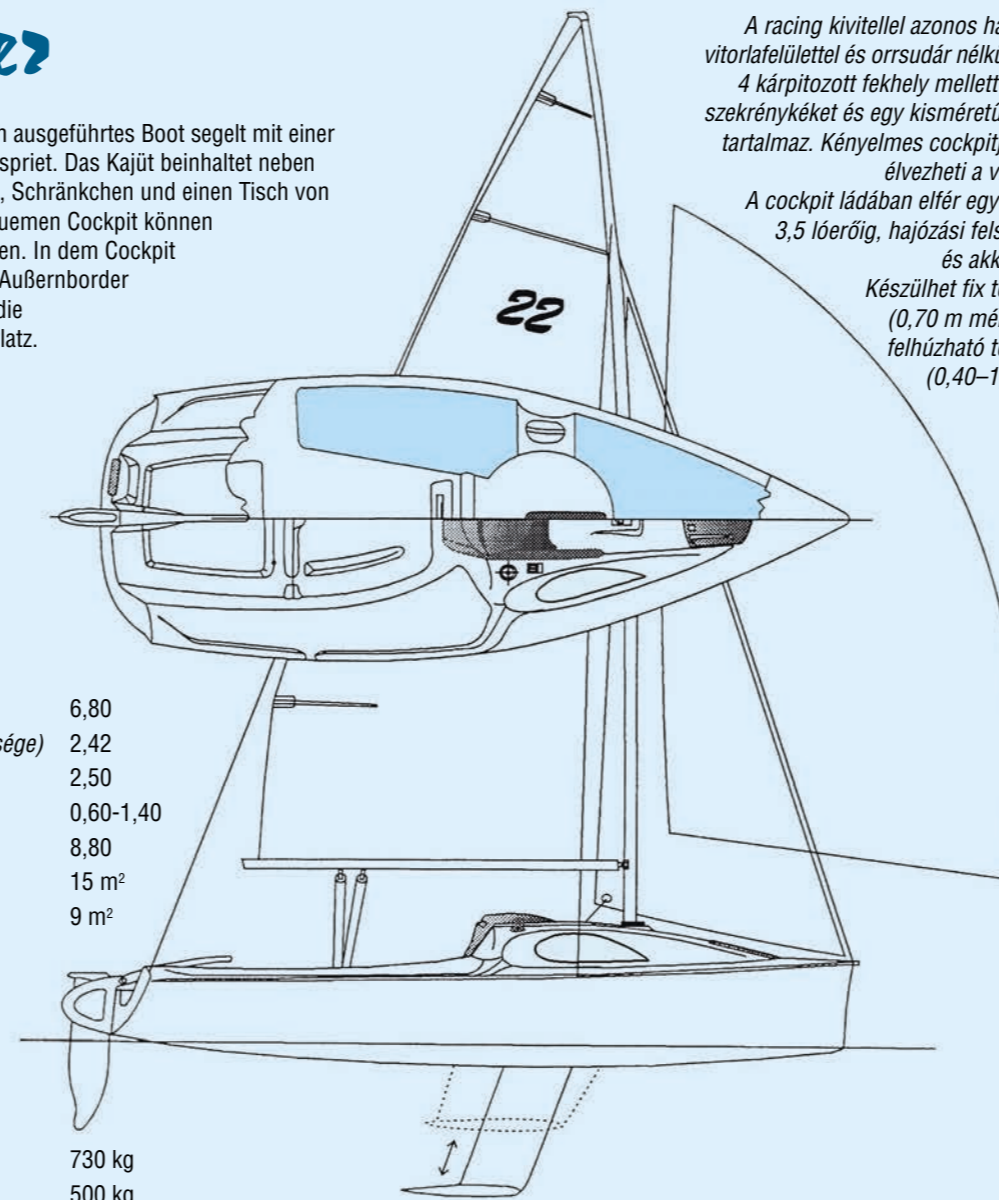 ausgeführtes Boot segelt mit einer
spriet. Das Kajüt beinhaltet neben
, Schränkchen und einen Tisch von
uemen Cockpit können
en. In dem Cockpit
Außernborder
die
latz.
A racing kivitellel azonos ha
vitorlafelülettel és orrsudár nélkü
4 kárpitozott fekhely mellett
szekrénykéket és egy kisméretű
tartalmaz. Kényelmes cockpitj
élvezheti a v
A cockpit ládában elfér egy
3,5 lóerőig, hajózási fels
és akk
Készülhet fix t
(0,70 m mé
felhúzható t
(0,40–1
22
6,80
sége) 2,42
2,50
0,60-1,40
8,80
15 m²
9 m²
730 kg
500 kg